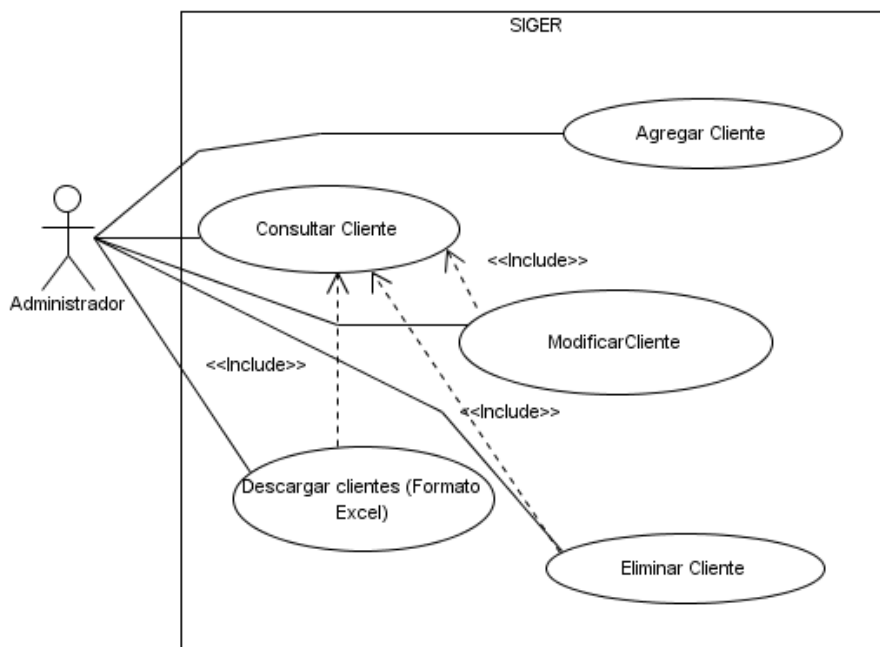 SIGER
Agregar Cliente
Consultar Cliente
<<Include>>
Administrador
ModificarCliente
<<Include>>
<<Include>>
Descargar clientes (Formato
Excel)
Eliminar Cliente